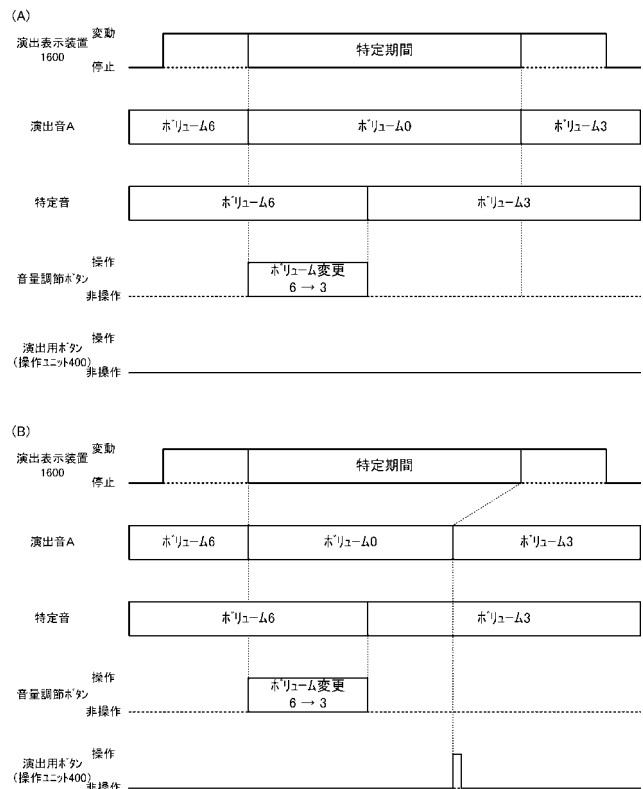 (A)
演出表示装置
1600
変動
停止
特定期間
演出音A
ボリューム6
ボリューム0
ボリューム3
特定音
ボリューム6
ボリューム3
音量調節ボタン
操作
非操作
ボリューム変更
6 → 3
演出用ボタン
(操作ユニット400)
操作
非操作
(B)
演出表示装置
1600
変動
停止
特定期間
演出音A
ボリューム6
ボリューム0
ボリューム3
特定音
ボリューム6
ボリューム3
音量調節ボタン
操作
非操作
ボリューム変更
6 → 3
演出用ボタン
(操作ユニット400)
操作
非操作